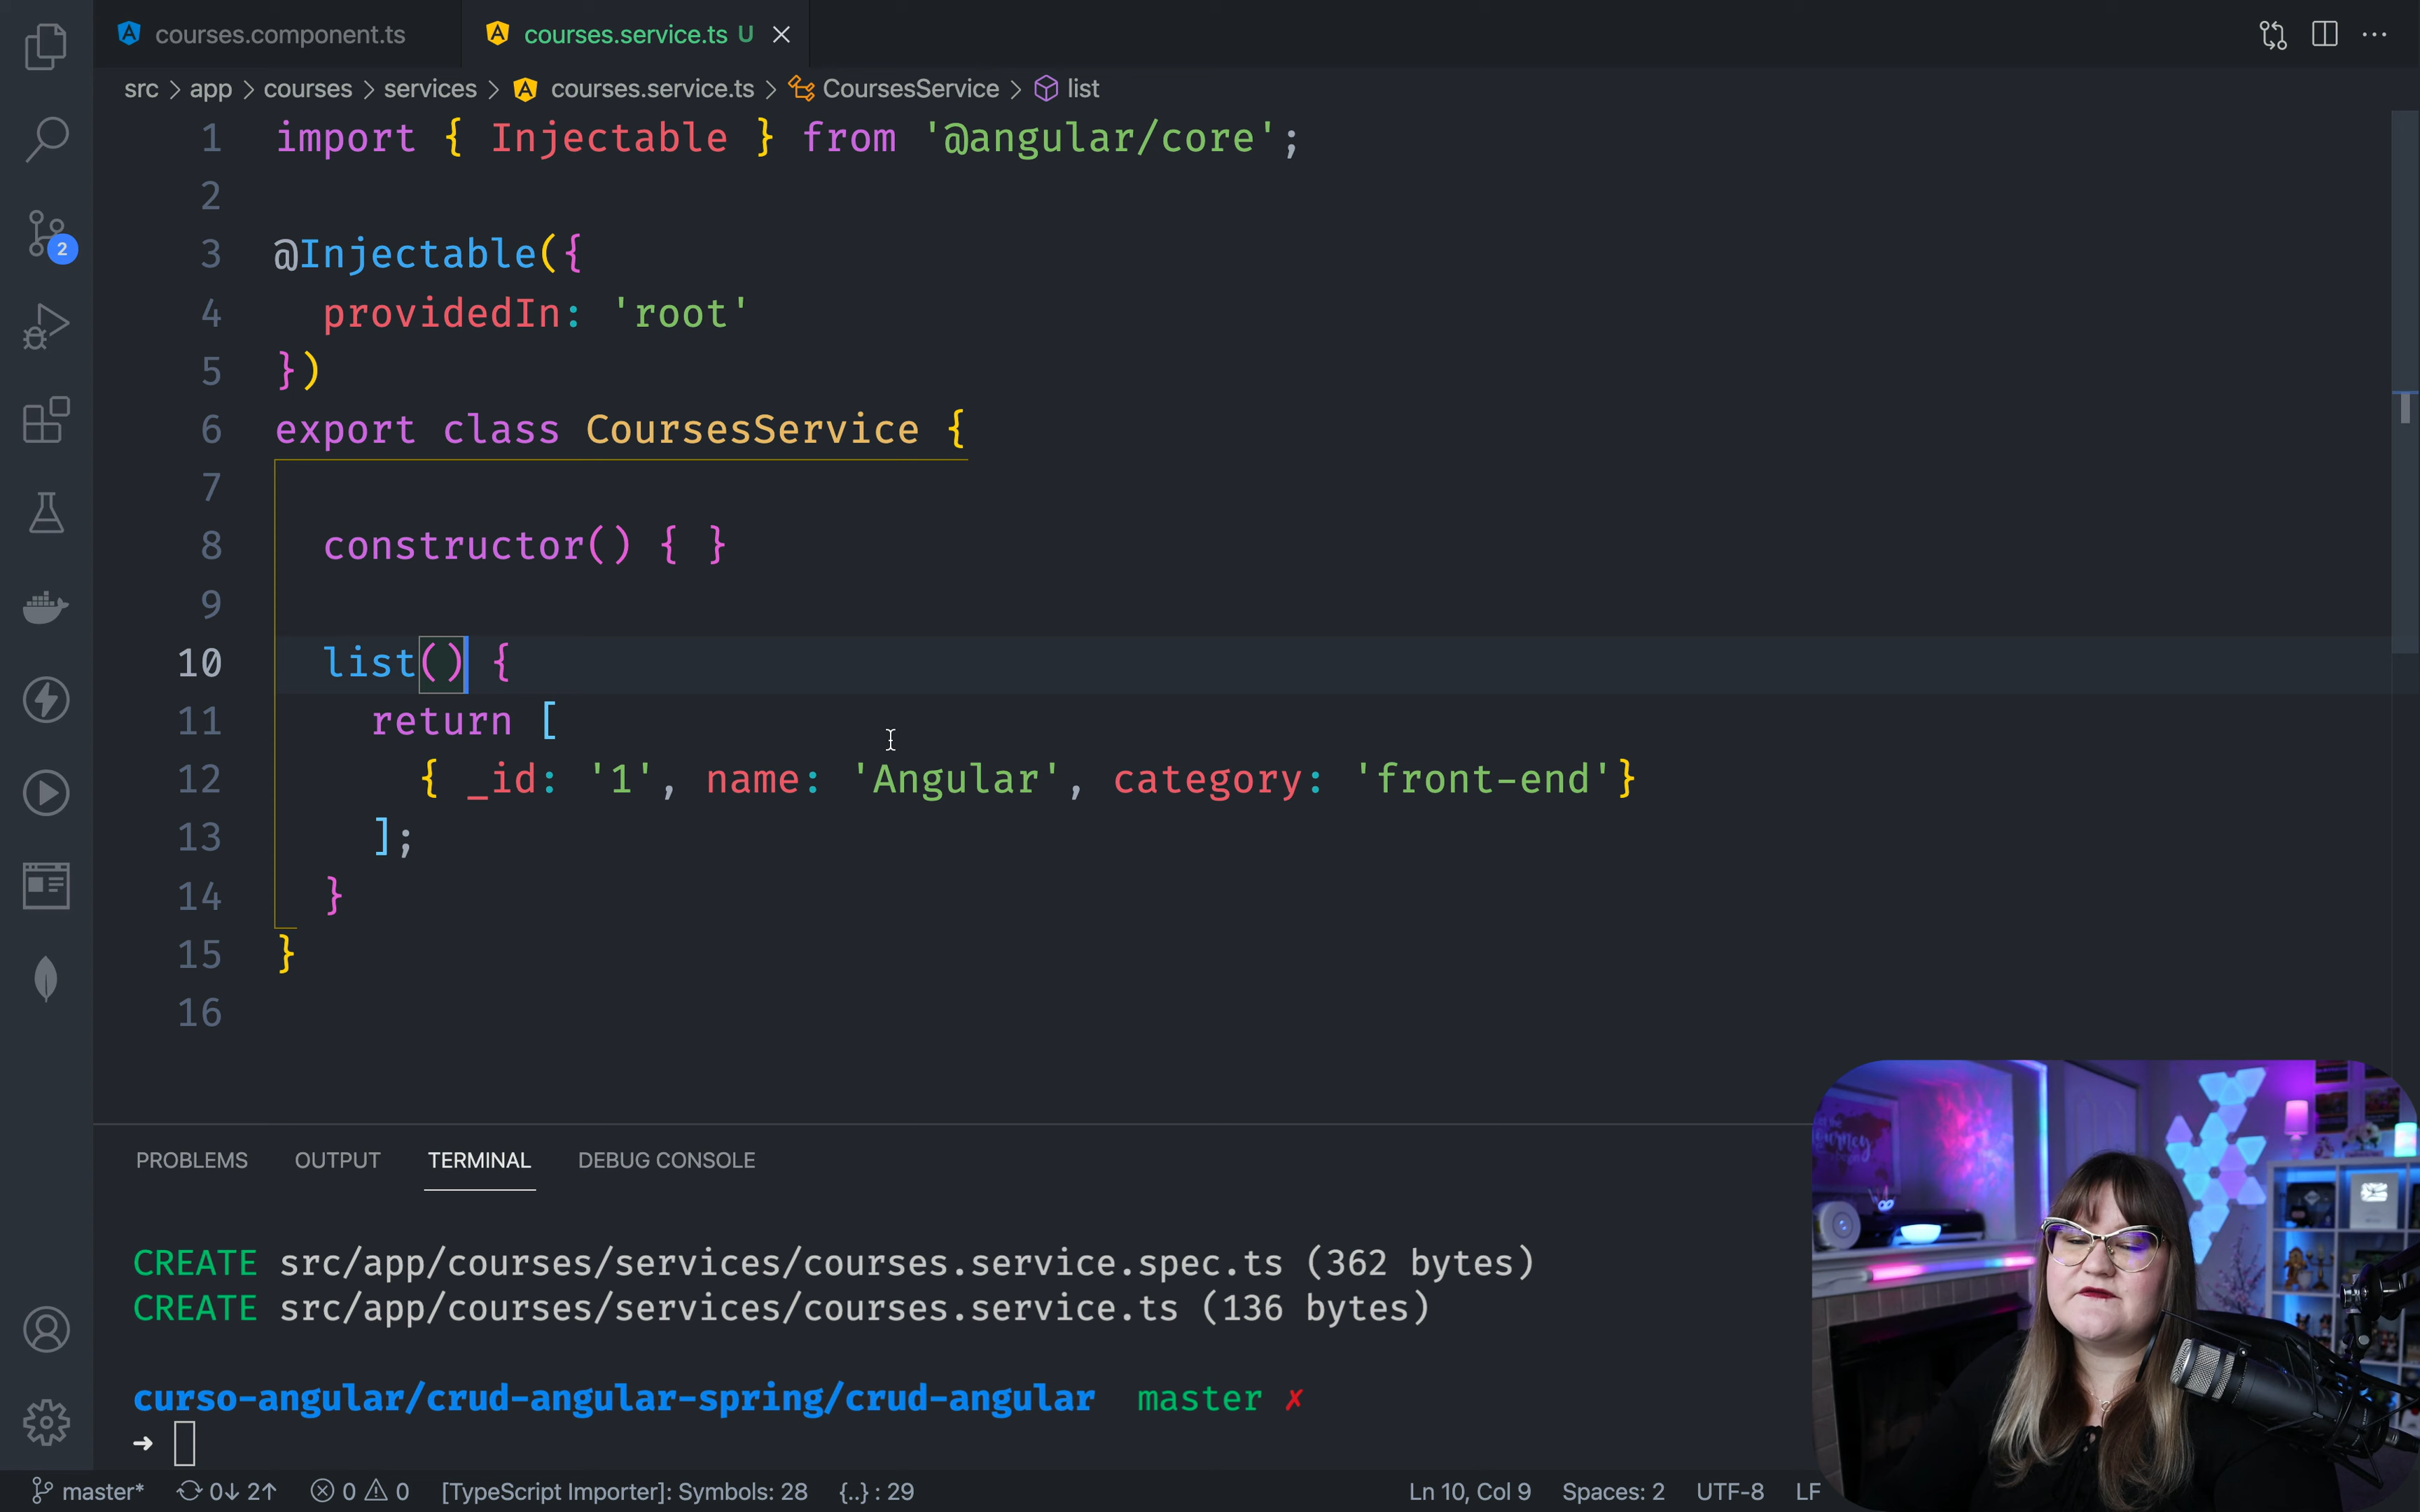 courses.component.ts
courses.service.ts U
src > app > courses > services > courses.service.ts > CoursesService > list
1 import { Injectable } from '@angular/core';
2
3 @Injectable({
4 providedIn: 'root'
5 })
6 export class CoursesService {
7
8 constructor() { }
9
10 list() {
11 return [
12 { _id: '1', name: 'Angular', category: 'front-end'}
13 ];
14 }
15 }
16
2
PROBLEMS OUTPUT TERMINAL DEBUG CONSOLE
CREATE src/app/courses/services/courses.service.spec.ts (362 bytes)
CREATE src/app/courses/services/courses.service.ts (136 bytes)
curso-angular/crud-angular-spring/crud-angular master ✗
➜
master* 0↓ 2↑ 0 0 [TypeScript Importer]: Symbols: 28 {..} : 29 Ln 10, Col 9 Spaces: 2 UTF-8 LF